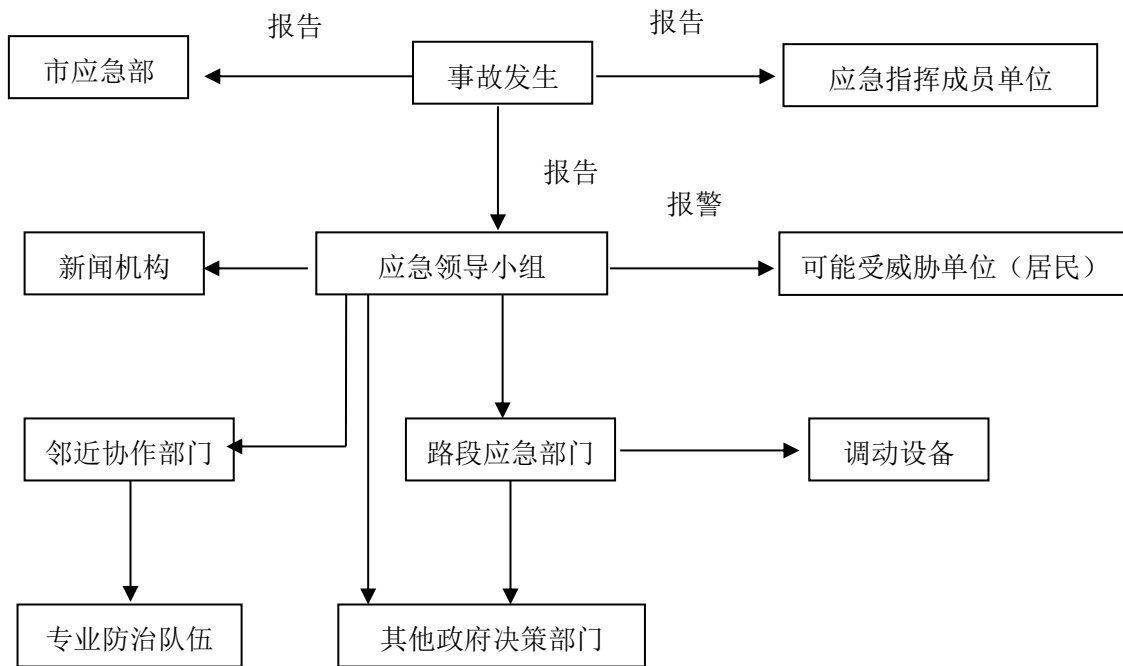 报告
报告
市应急部
事故发生
应急指挥成员单位
报告
报警
新闻机构
应急领导小组
可能受威胁单位（居民）
邻近协作部门
路段应急部门
调动设备
专业防治队伍
其他政府决策部门